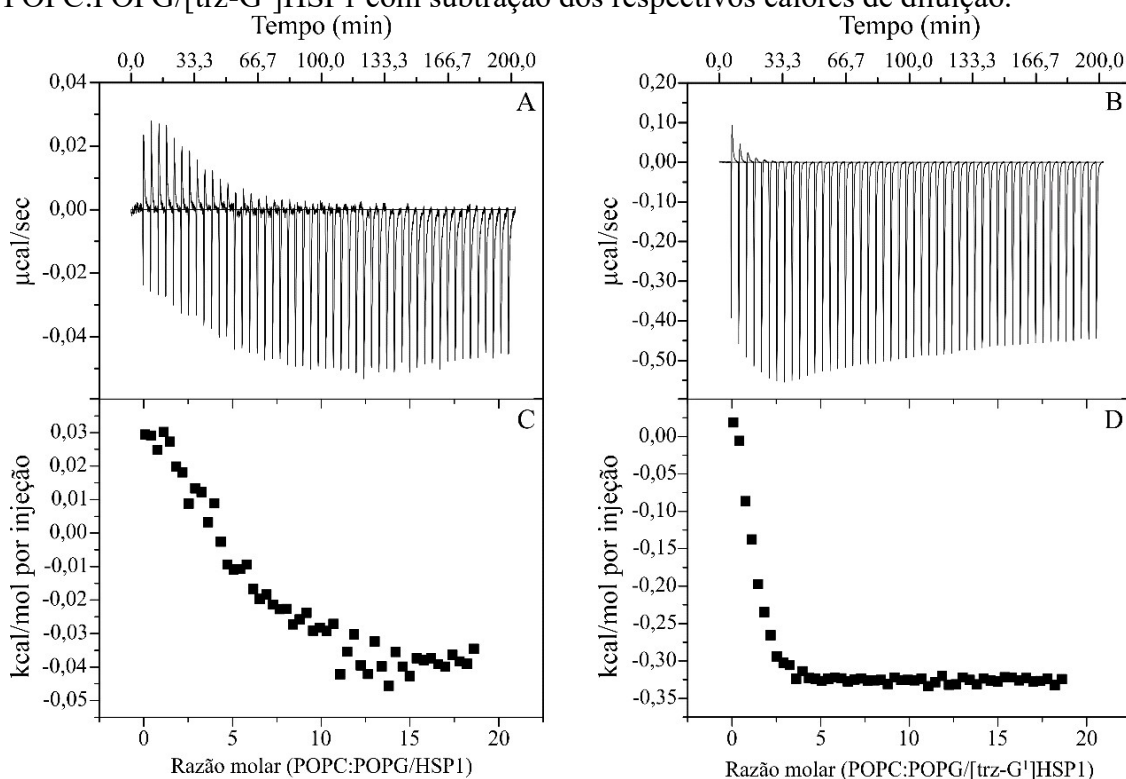 POPC:POPG/[trz-G¹]HSP1 com subtração dos respectivos calores de diluição.
Tempo (min)
0,0 33,3 66,7 100,0 133,3 166,7 200,0
0,04
0,02
0,00
-0,02
-0,04
µcal/sec
A
0,03
0,02
0,01
0,00
-0,01
-0,02
-0,03
-0,04
-0,05
kcal/mol por injeção
C
0 5 10 15 20
Razão molar (POPC:POPG/HSP1)
Tempo (min)
0,0 33,3 66,7 100,0 133,3 166,7 200,0
0,20
0,10
0,00
-0,10
-0,20
-0,30
-0,40
-0,50
µcal/sec
B
0,00
-0,05
-0,10
-0,15
-0,20
-0,25
-0,30
-0,35
kcal/mol por injeção
D
0 5 10 15 20
Razão molar (POPC:POPG/[trz-G¹]HSP1)